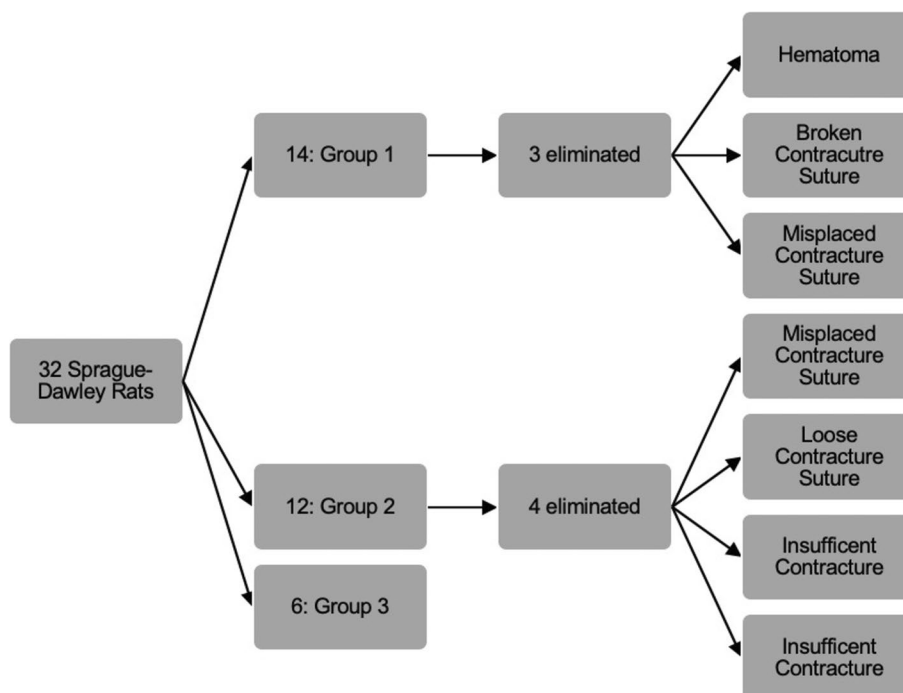 32 Sprague-
Dawley Rats
14: Group 1
3 eliminated
Hematoma
Broken
Contracutre
Suture
Misplaced
Contracture
Suture
12: Group 2
4 eliminated
Misplaced
Contracture
Suture
Loose
Contracture
Suture
Insufficent
Contracture
Insufficent
Contracture
6: Group 3